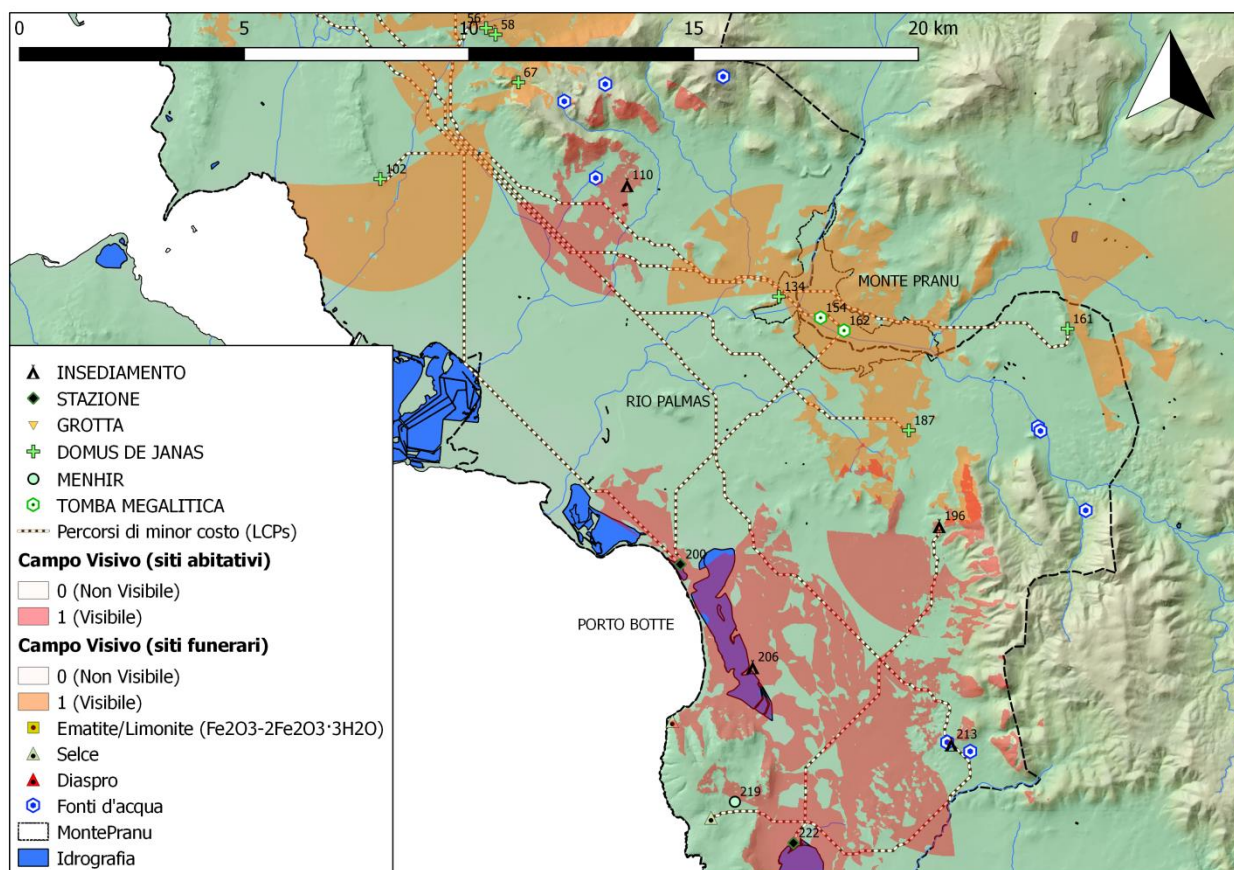 0 5 10 15 20 km
56
58
67
102
110
134
MONTE PRANU
154
162
161
RIO PALMAS
187
196
200
PORTO BOTTE
206
213
219
222
INSEDIAMENTO
STAZIONE
GROTTA
DOMUS DE JANAS
MENHIR
TOMBA MEGALITICA
Percorsi di minor costo (LCPs)
Campo Visivo (siti abitativi)
0 (Non Visibile)
1 (Visibile)
Campo Visivo (siti funerari)
0 (Non Visibile)
1 (Visibile)
Ematite/Limonite (Fe2O3-2Fe2O3·3H2O)
Selce
Diaspro
Fonti d'acqua
MontePranu
Idrografia